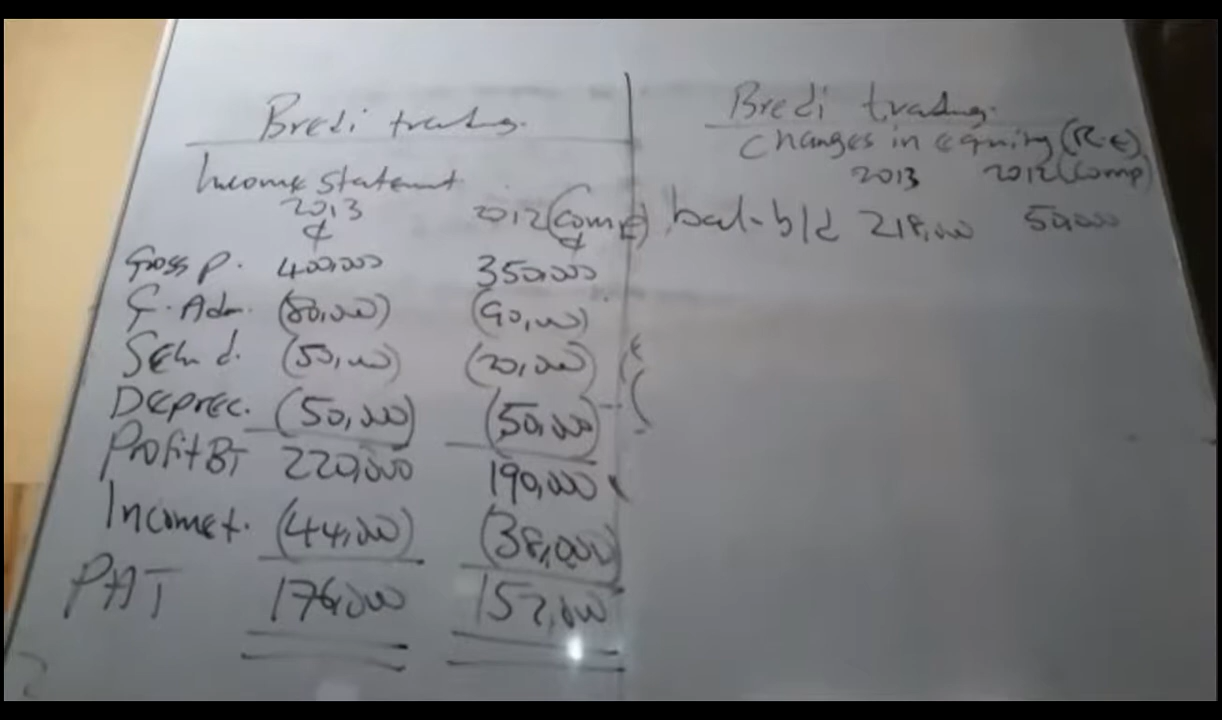 Bredi trading.
Income statement
2013 2012 (Comp)
¢ ¢
Gross p. 400,000 350,000
G. Adm. (80,000) (90,000)
(50,000) (20,000)
Deprec. (50,000) (50,000)
Profit BT 220,000 190,000
Income t. (44,000) (38,000)
PAT 176,000 152,000
Bredi trading.
Changes in equity (R.E)
2013 2012 (Comp)
bal- b/d 218,000 50,000